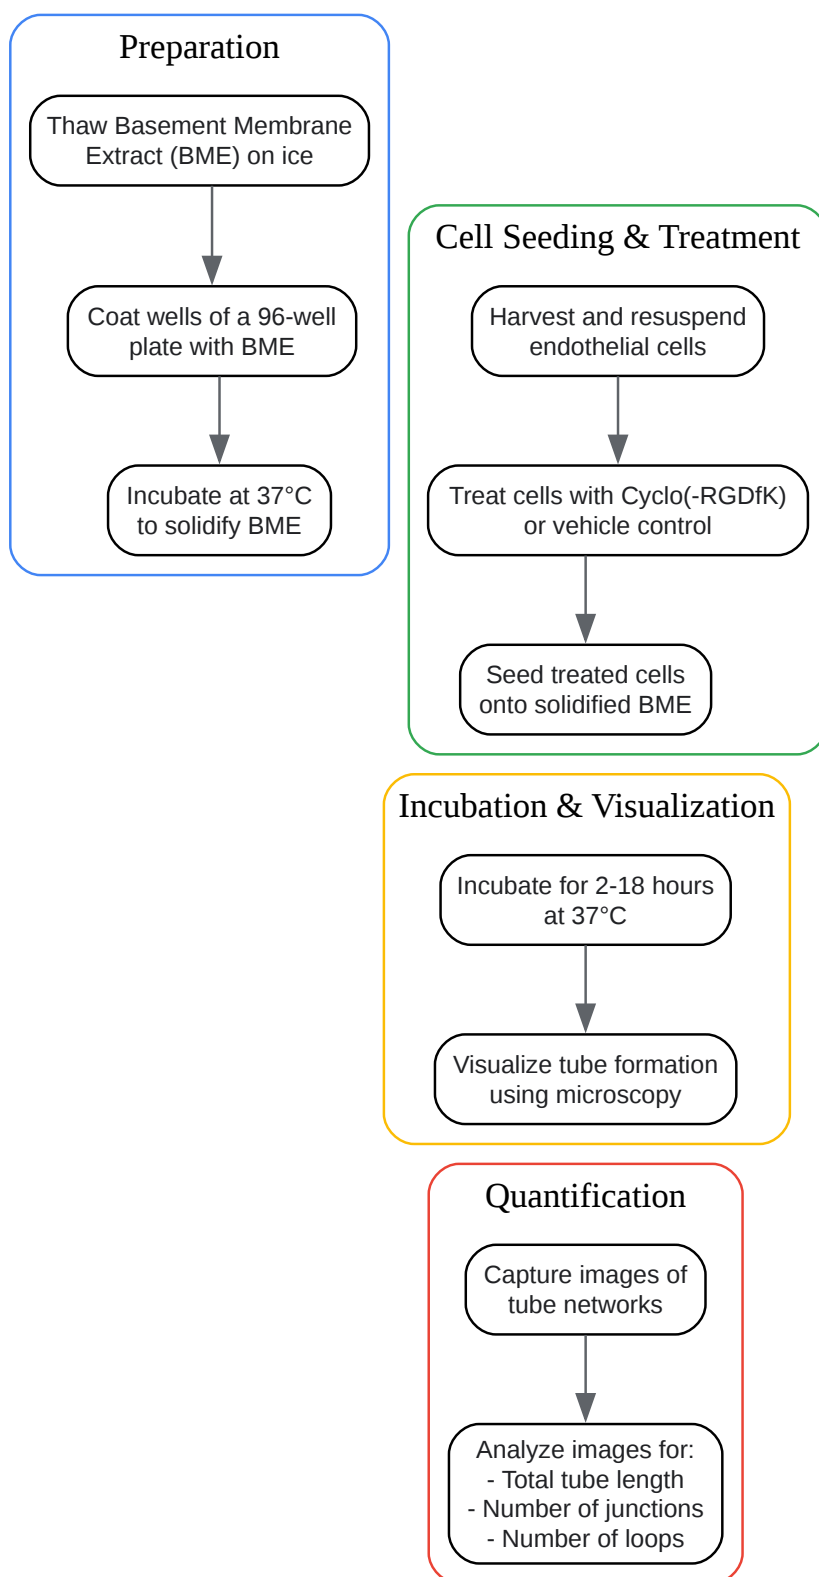 Preparation
Thaw Basement Membrane
Extract (BME) on ice
Coat wells of a 96-well
plate with BME
Incubate at 37°C
to solidify BME
Cell Seeding & Treatment
Harvest and resuspend
endothelial cells
Treat cells with Cyclo(-RGDfK)
or vehicle control
Seed treated cells
onto solidified BME
Incubation & Visualization
Incubate for 2-18 hours
at 37°C
Visualize tube formation
using microscopy
Quantification
Capture images of
tube networks
Analyze images for:
- Total tube length
- Number of junctions
- Number of loops